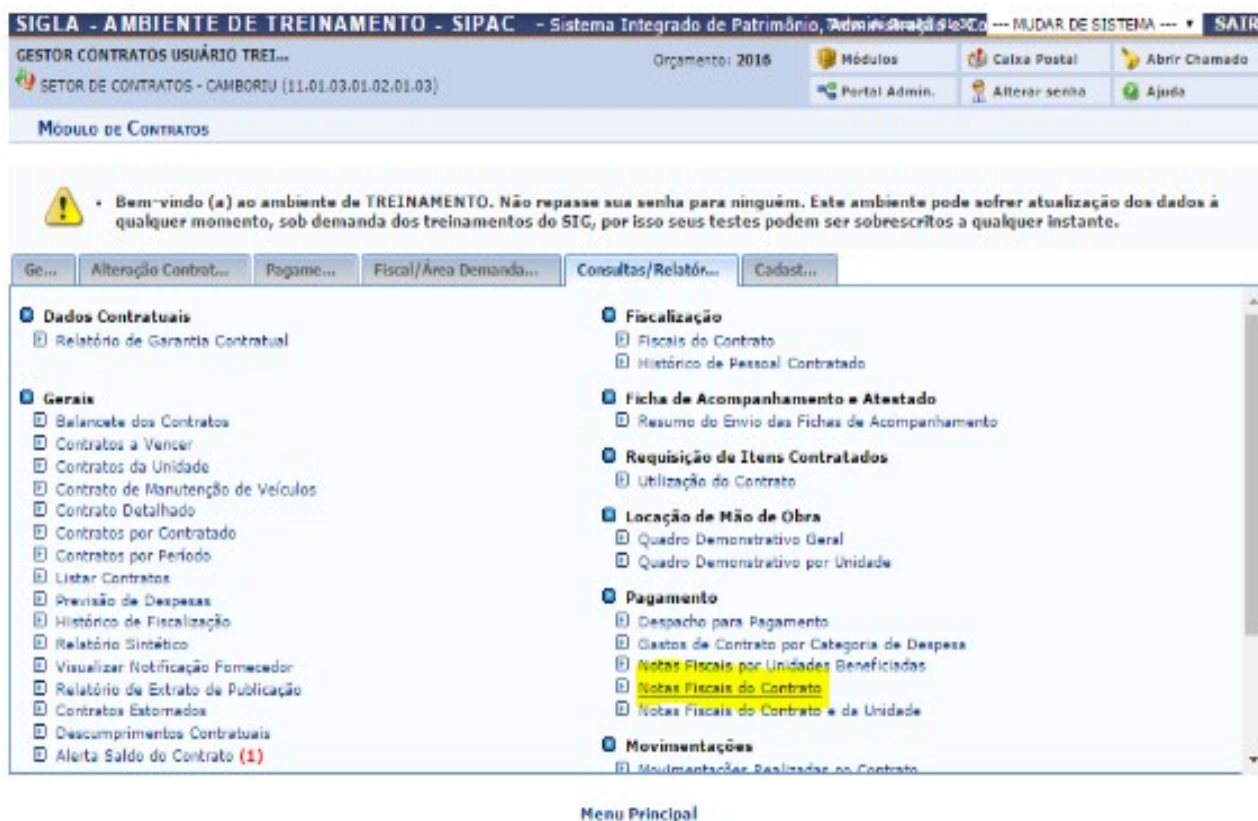 SIGLA - AMBIENTE DE TREINAMENTO - SIPAC - Sistema Integrado de Patrimônio, --- MUDAR DE SISTEMA --- SAIR
GESTOR CONTRATOS USUÁRIO TREI...
Orçamento: 2016
Módulos
Caixa Postal
Abrir Chamado
SETOR DE CONTRATOS - CAMBORIU (11.01.03.01.02.01.03)
Portal Admin.
Alterar senha
Ajuda
MÓDULO DE CONTRATOS
• Bem-vindo (a) ao ambiente de TREINAMENTO. Não repasse sua senha para ninguém. Este ambiente pode sofrer atualização dos dados à
qualquer momento, sob demanda dos treinamentos do SIG, por isso seus testes podem ser sobrescritos a qualquer instante.
Ge... Alteração Contrat... Pagame... Fiscal/Área Demanda... Consultas/Relatór... Cadast...
Dados Contratuais
Relatório de Garantia Contratual
Gerais
Balancete dos Contratos
Contratos a Vencer
Contratos da Unidade
Contrato de Manutenção de Veículos
Contrato Detalhado
Contratos por Contratado
Contratos por Período
Listar Contratos
Previsão de Despesas
Histórico de Fiscalização
Relatório Sintético
Visualizar Notificação Fornecedor
Relatório de Extrato de Publicação
Contratos Estornados
Descumprimentos Contratuais
Alerta Saldo do Contrato (1)
Fiscalização
Fiscais do Contrato
Histórico de Pessoal Contratado
Ficha de Acompanhamento e Atestado
Resumo do Envio das Fichas de Acompanhamento
Requisição de Itens Contratados
Utilização do Contrato
Locação de Mão de Obra
Quadro Demonstrativo Geral
Quadro Demonstrativo por Unidade
Pagamento
Despacho para Pagamento
Gastos de Contrato por Categoria de Despesa
Notas Fiscais por Unidades Beneficiadas
Notas Fiscais do Contrato
Notas Fiscais do Contrato e da Unidade
Movimentações
Movimentações Realizadas no Contrato
Menu Principal